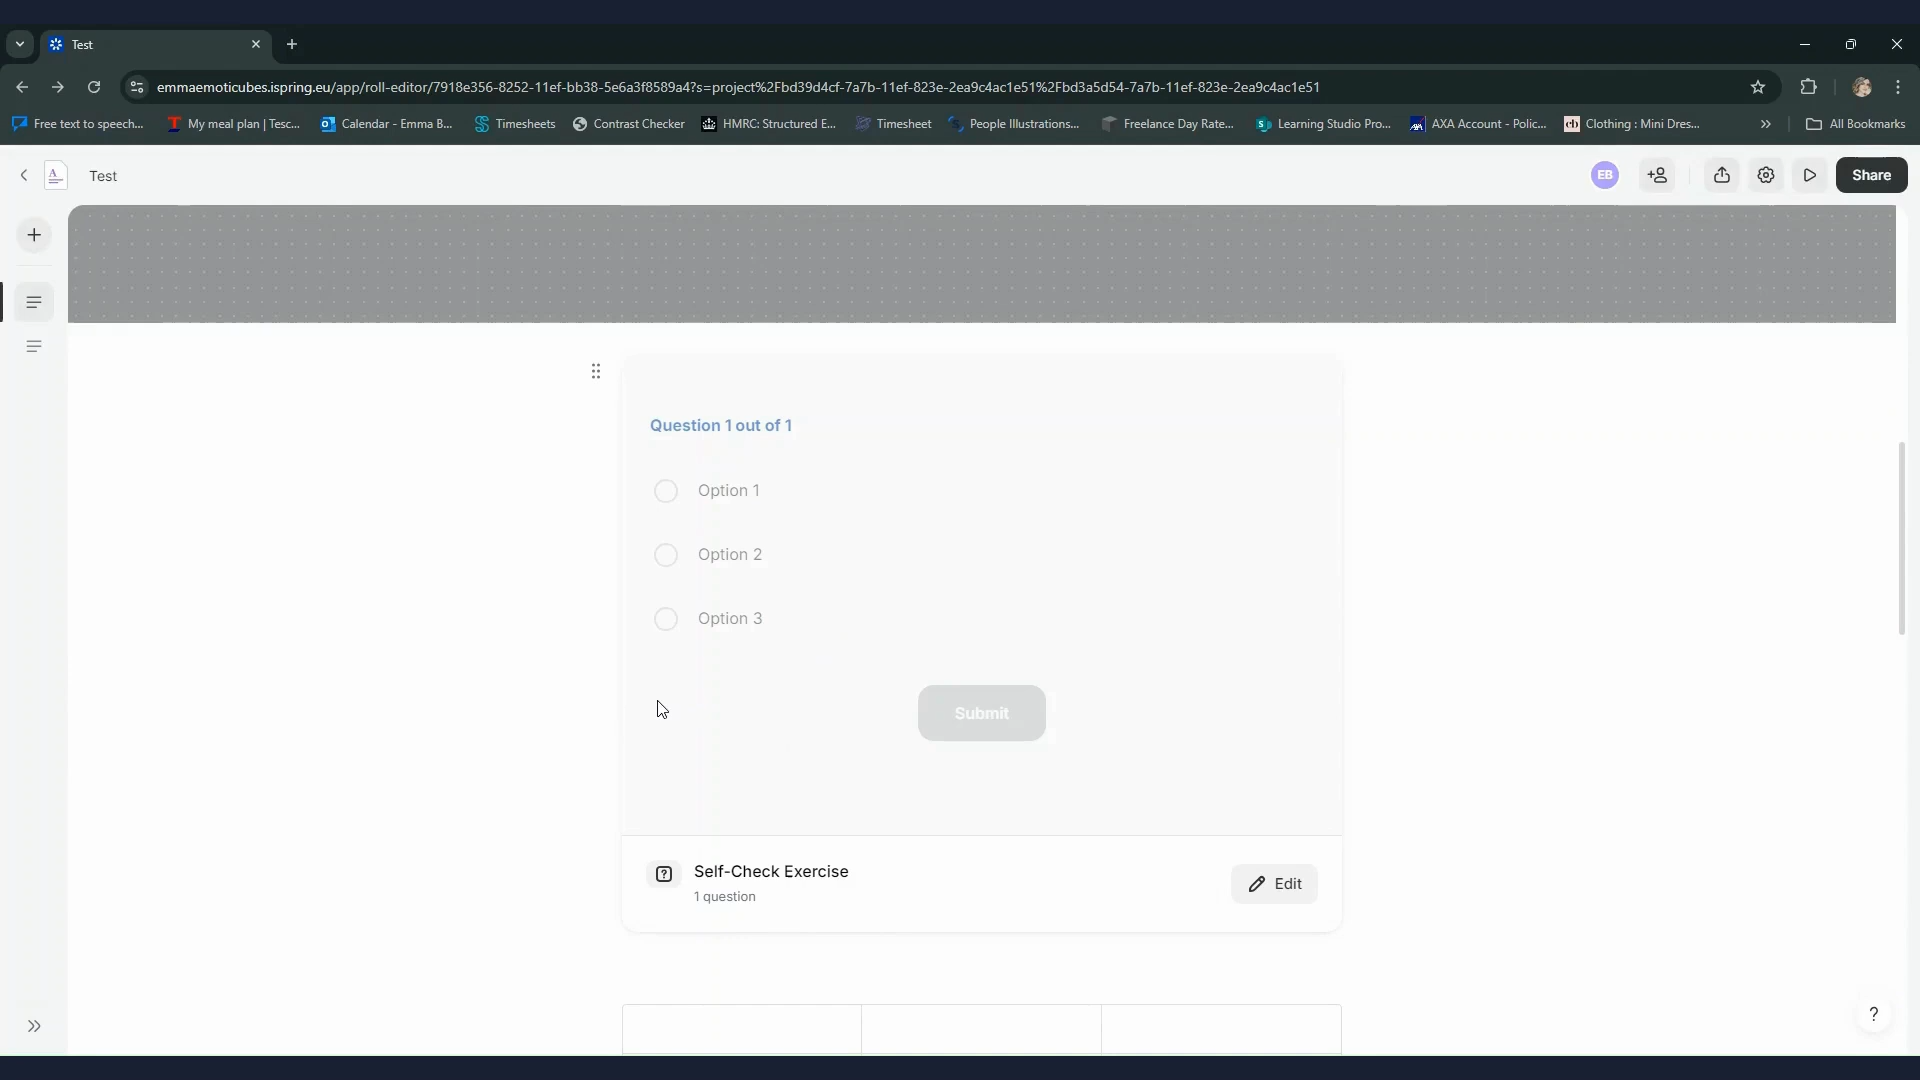 Test
emmaemoticubes.ispring.eu/app/roll-editor/7918e356-8252-11ef-bb38-5e6a3f8589a4?s=project%2Fbd39d4cf-7a7b-11ef-823e-2ea9c4ac1e51%2Fbd3a5d54-7a7b-11ef-823e-2ea9c4ac1e51
Free text to speech... My meal plan | Tesc... Calendar - Emma B... Timesheets Contrast Checker HMRC: Structured E... Timesheet People Illustrations... Freelance Day Rate... Learning Studio Pro... AXA Account - Polic... Clothing : Mini Dres... » All Bookmarks
A Test EB Share
Question 1 out of 1
Option 1
Option 2
Option 3
Submit
Self-Check Exercise
1 question
Edit
?